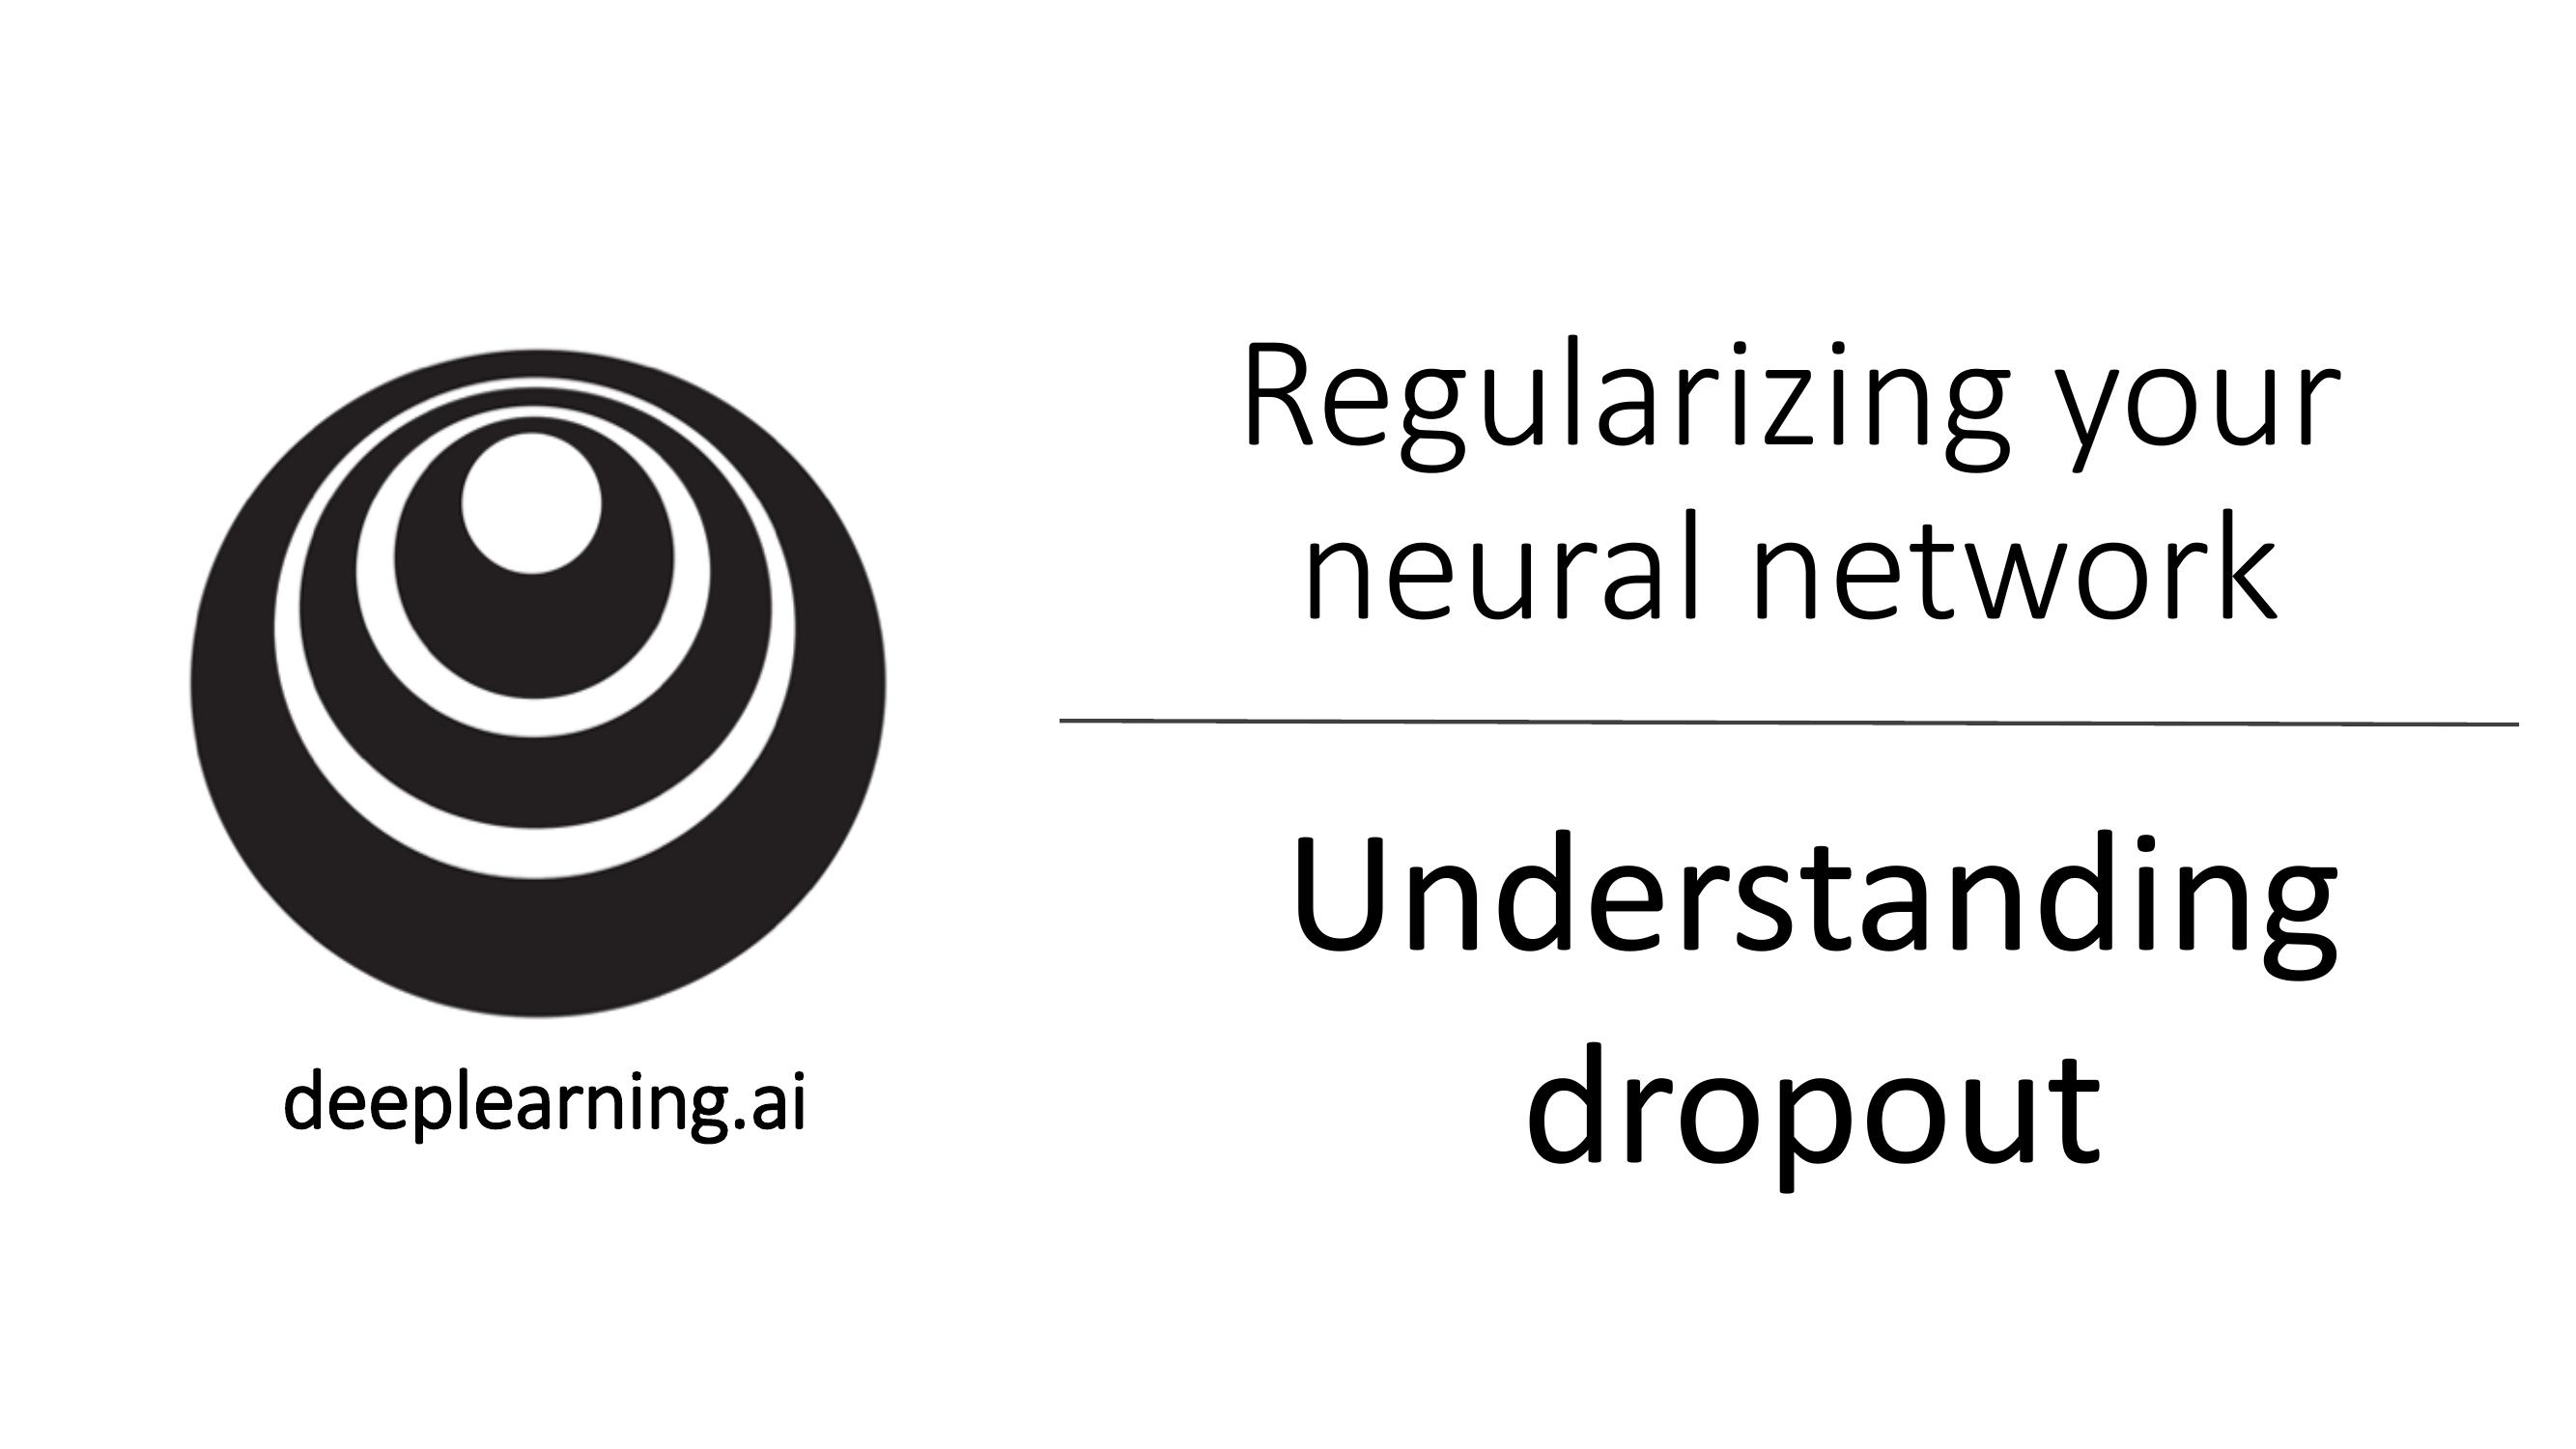 Regularizing your
neural network
Understanding
dropout
deeplearning.ai